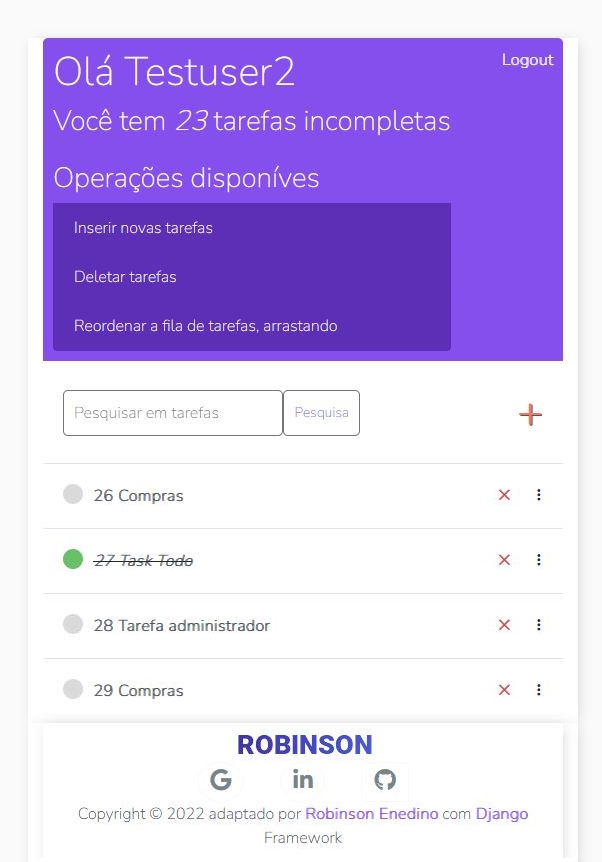 Olá Testuser2
Logout
Você tem 23 tarefas incompletas
Operações disponíves
Inserir novas tarefas
Deletar tarefas
Reordenar a fila de tarefas, arrastando
Pesquisar em tarefas
Pesquisa
26 Compras
27 Task Todo
28 Tarefa administrador
29 Compras
ROBINSON
Copyright © 2022 adaptado por Robinson Enedino com Django
Framework